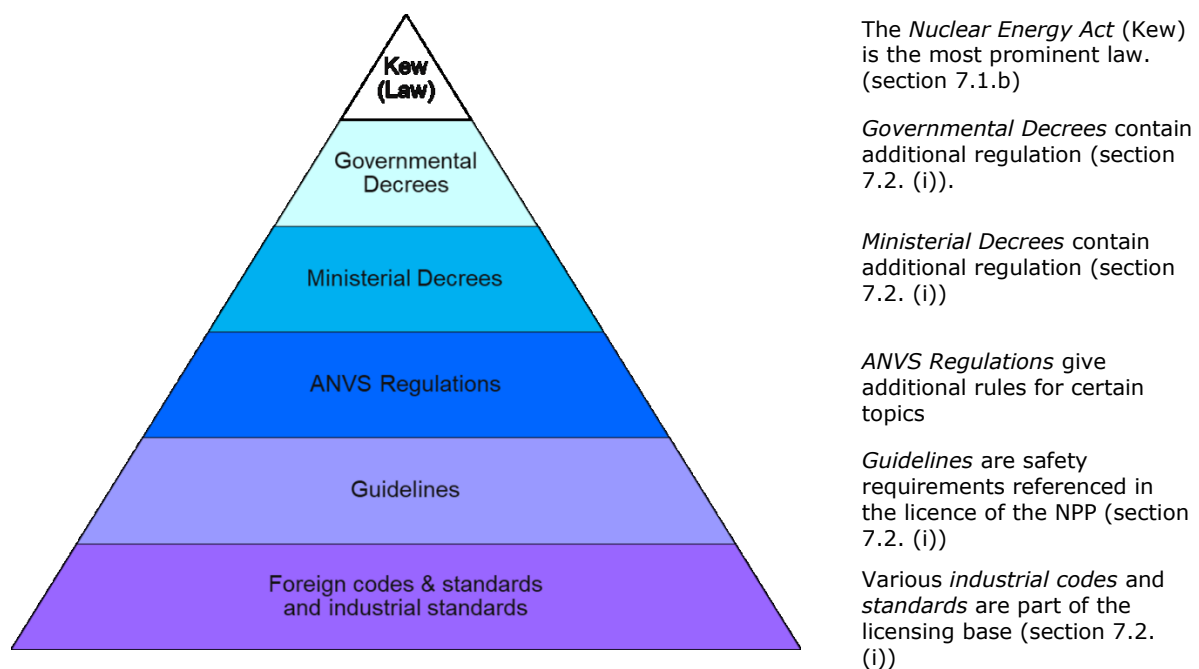 Kew
(Law)
Governmental
Decrees
Ministerial Decrees
ANVS Regulations
Guidelines
Foreign codes & standards
and industrial standards
The Nuclear Energy Act (Kew)
is the most prominent law.
(section 7.1.b)
Governmental Decrees contain
additional regulation (section
7.2. (i)).
Ministerial Decrees contain
additional regulation (section
7.2. (i))
ANVS Regulations give
additional rules for certain
topics
Guidelines are safety
requirements referenced in
the licence of the NPP (section
7.2. (i))
Various industrial codes and
standards are part of the
licensing base (section 7.2.
(i))